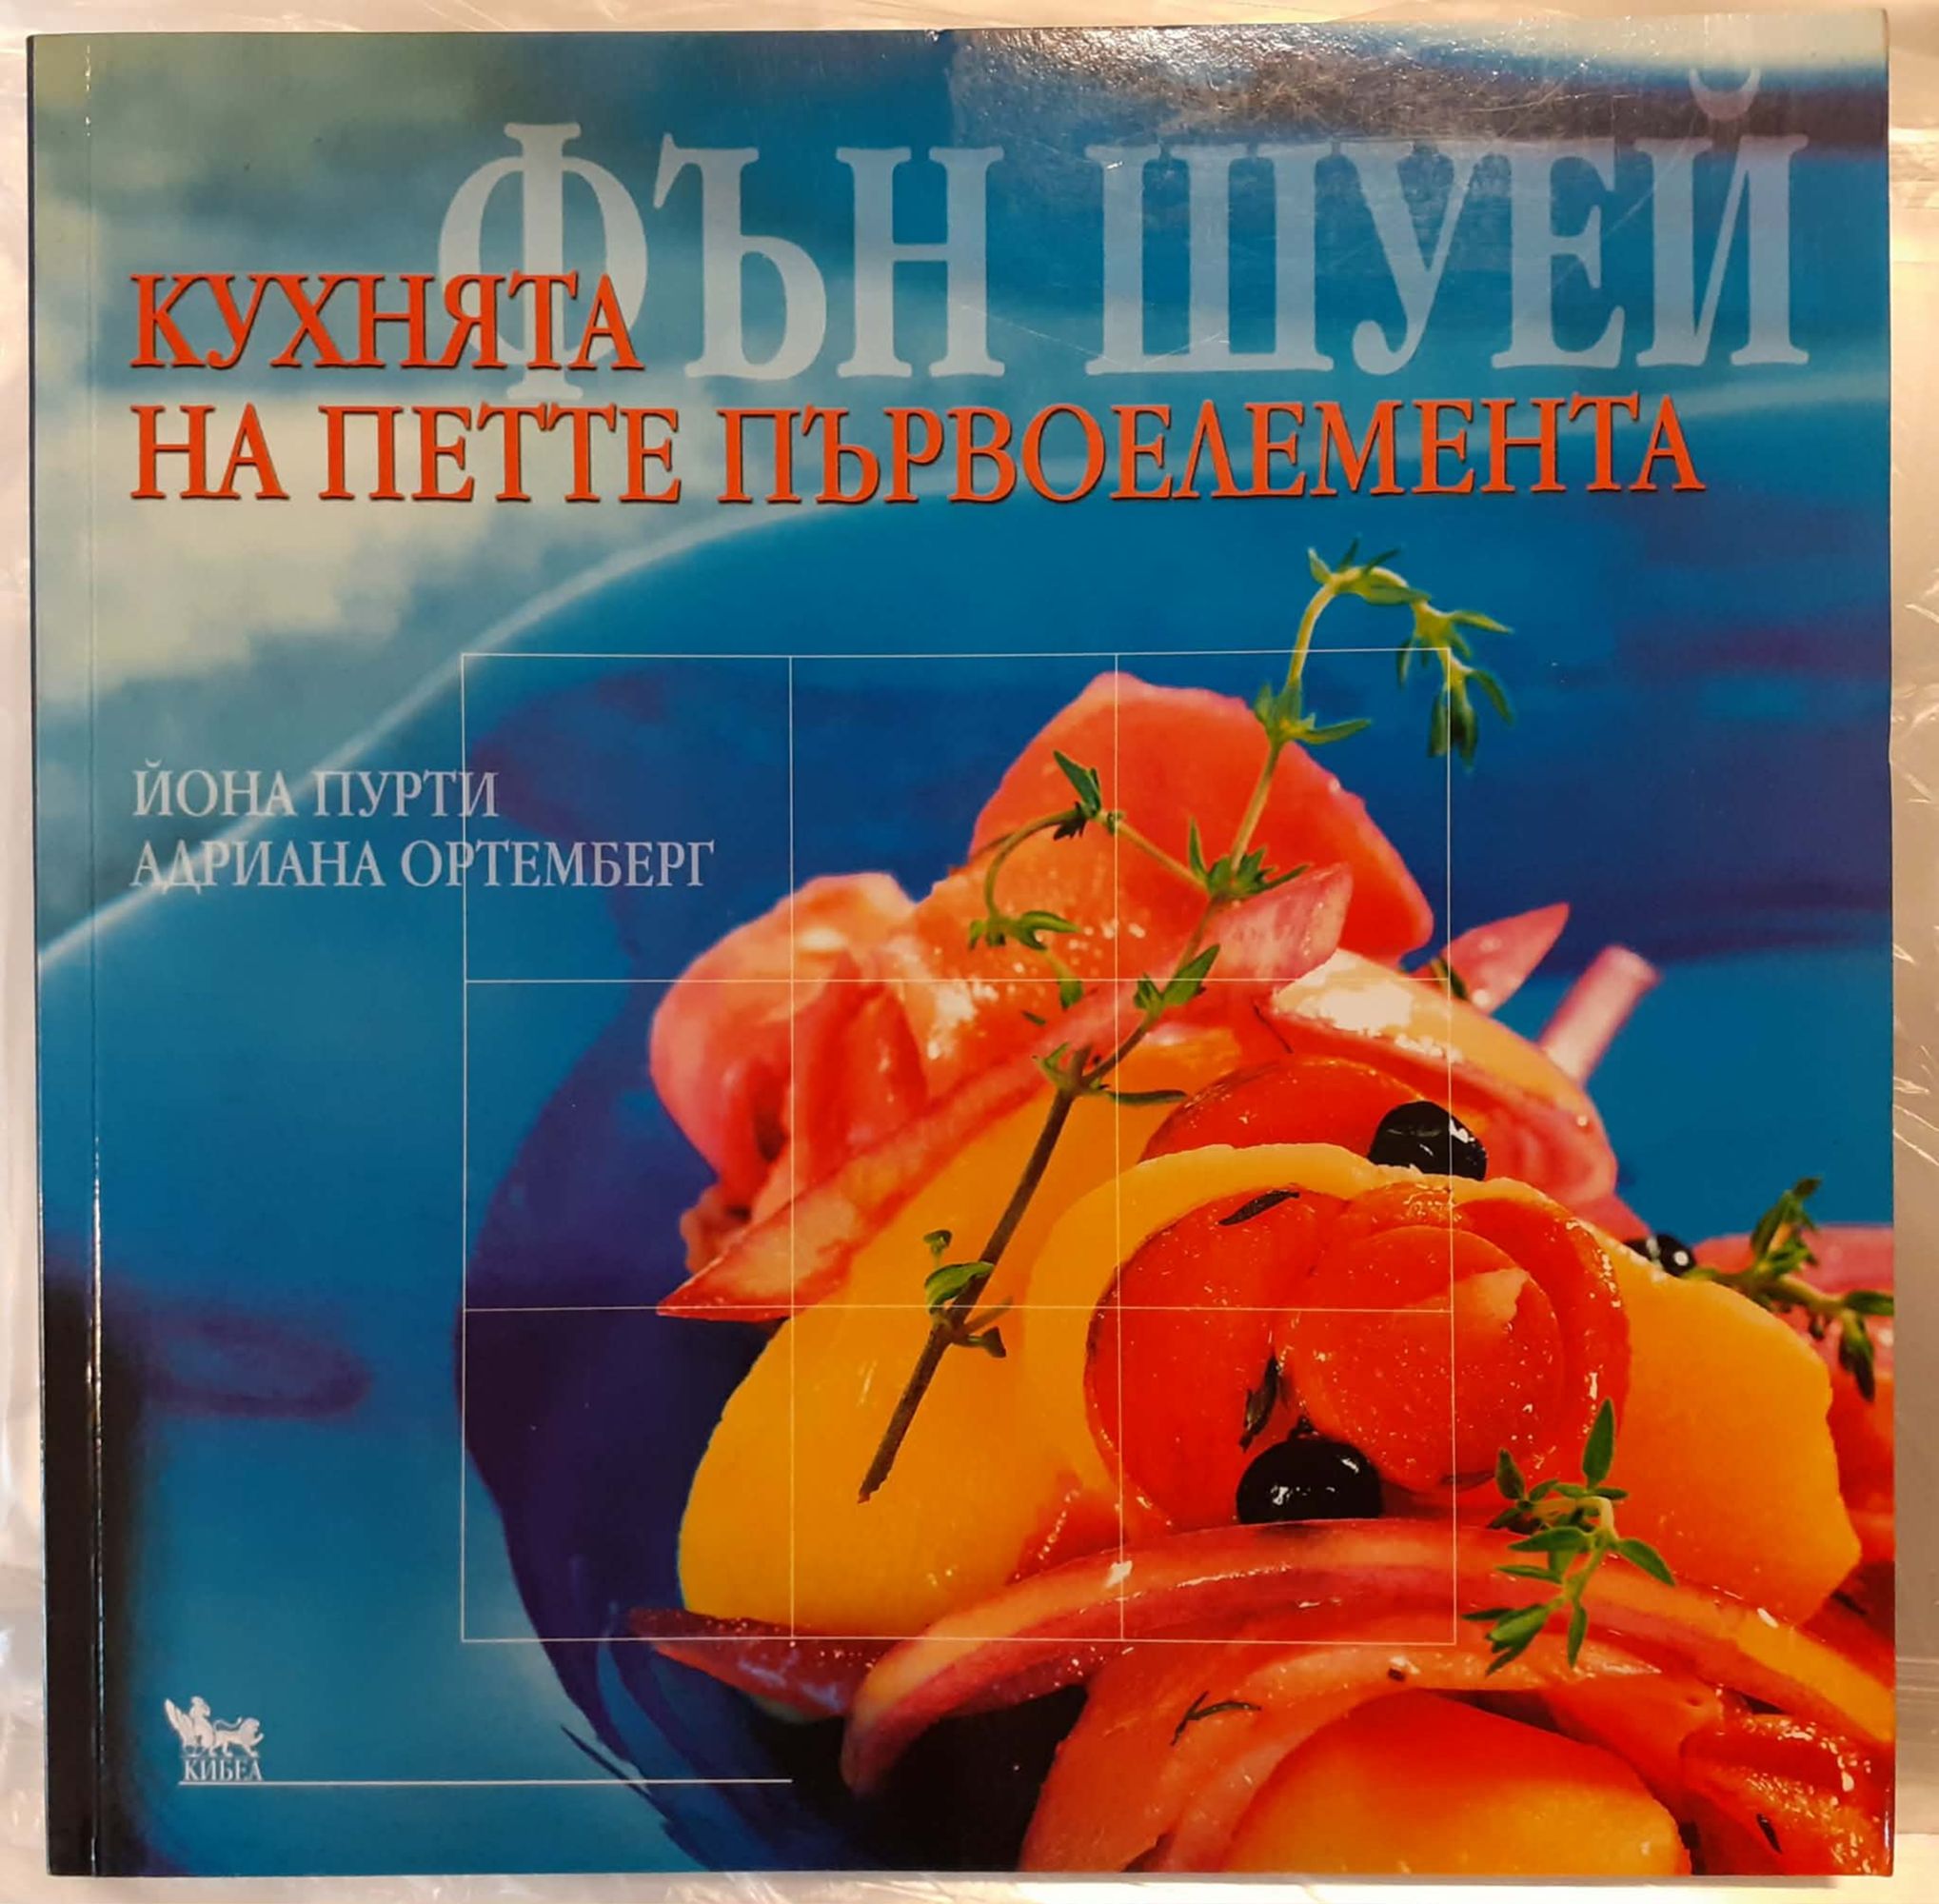 ФЪН ШУЕЙ
КУХНЯТА
НА ПЕТТЕ ПЪРВОЕЛЕМЕНТА
ЙОНА ПУРТИ
АДРИАНА ОРТЕМБЕРГ
КИБЕА